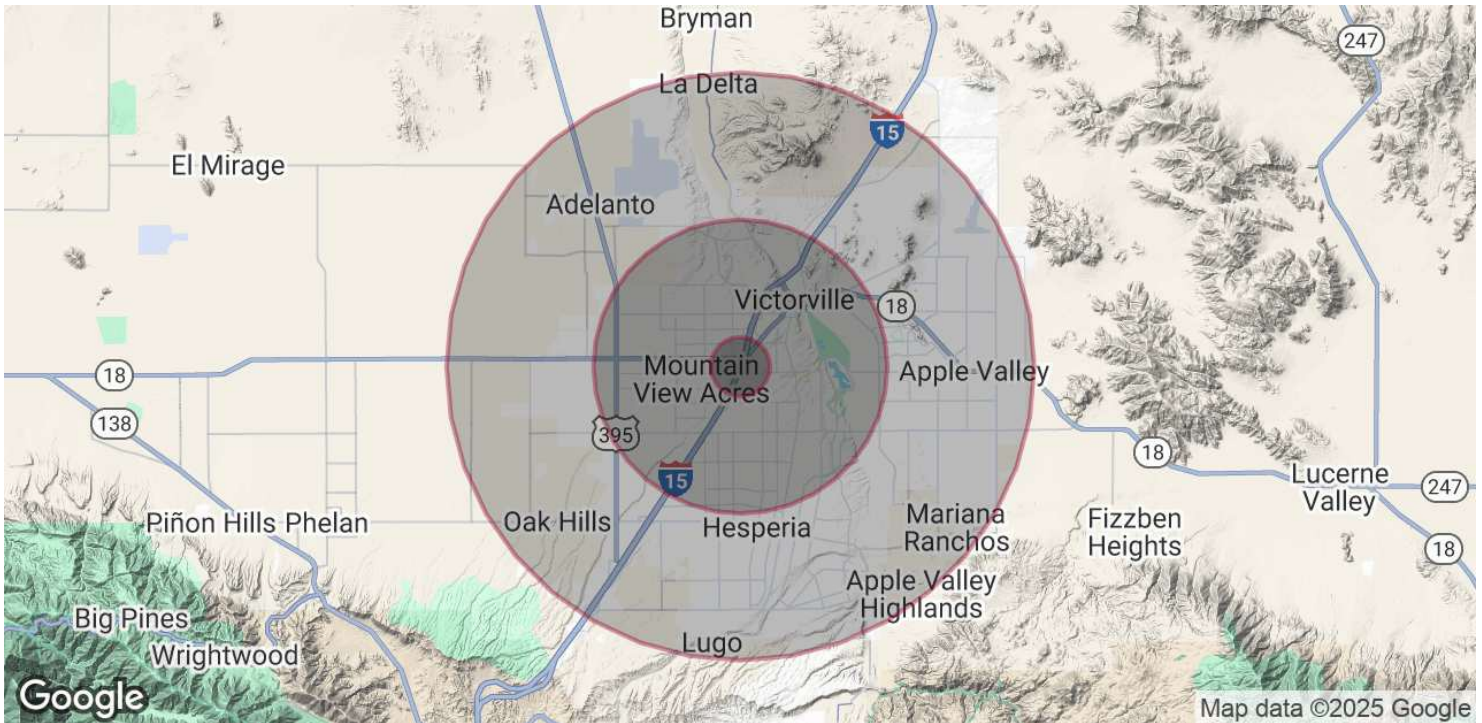 Bryman
247
La Delta
15
El Mirage
Adelanto
Victorville
18
Mountain
View Acres
Apple Valley
18
138
395
15
18
Lucerne
Valley
247
Piñon Hills Phelan
Oak Hills
Hesperia
Mariana
Ranchos
Fizzben
Heights
18
Apple Valley
Highlands
Big Pines
Wrightwood
Lugo
Google
Map data ©2025 Google